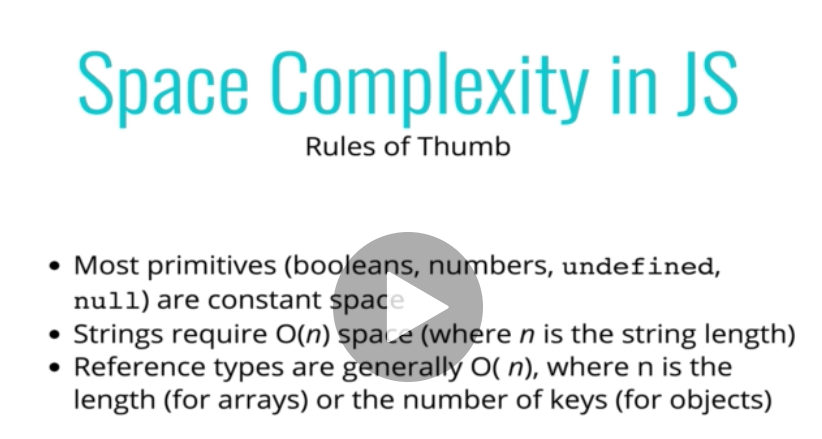 Space Complexity in JS
Rules of Thumb
• Most primitives (booleans, numbers, undefined,
null) are constant space
• Strings require O(n) space (where n is the string length)
• Reference types are generally O( n), where n is the
length (for arrays) or the number of keys (for objects)